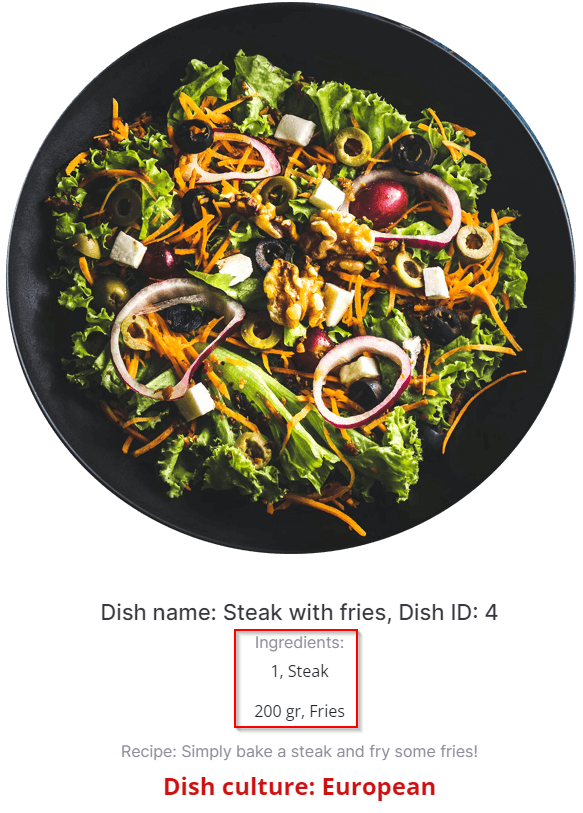 Dish name: Steak with fries, Dish ID: 4
Ingredients:
1, Steak
200 gr, Fries
Recipe: Simply bake a steak and fry some fries!
Dish culture: European